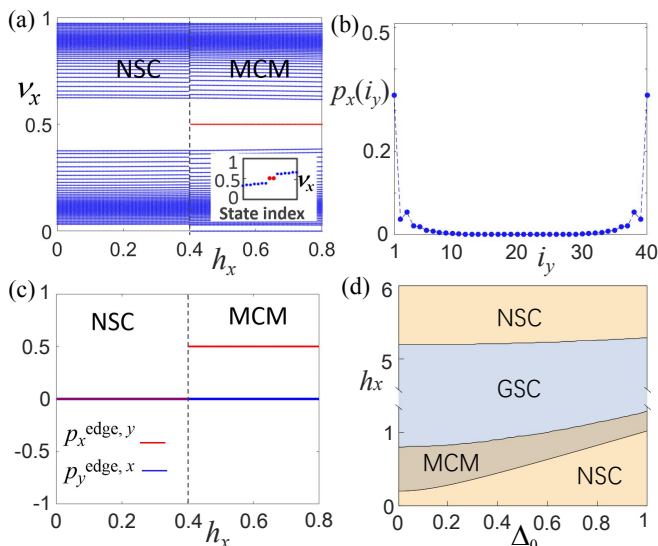 (a)
1
0.5
0
ν_x
NSC
MCM
1
0.5
0
ν_x
State index
0
0.2
0.4
0.6
0.8
h_x
(b)
0.5
p_x(i_y)
0.2
0
1
10
20
30
40
i_y
(c)
1
0.5
0
-0.5
-1
NSC
MCM
p_x^edge, y
p_y^edge, x
0
0.2
0.4
0.6
0.8
h_x
(d)
6
5
h_x
1
0
NSC
GSC
MCM
NSC
0
0.2
0.4
0.6
0.8
1
Δ_0